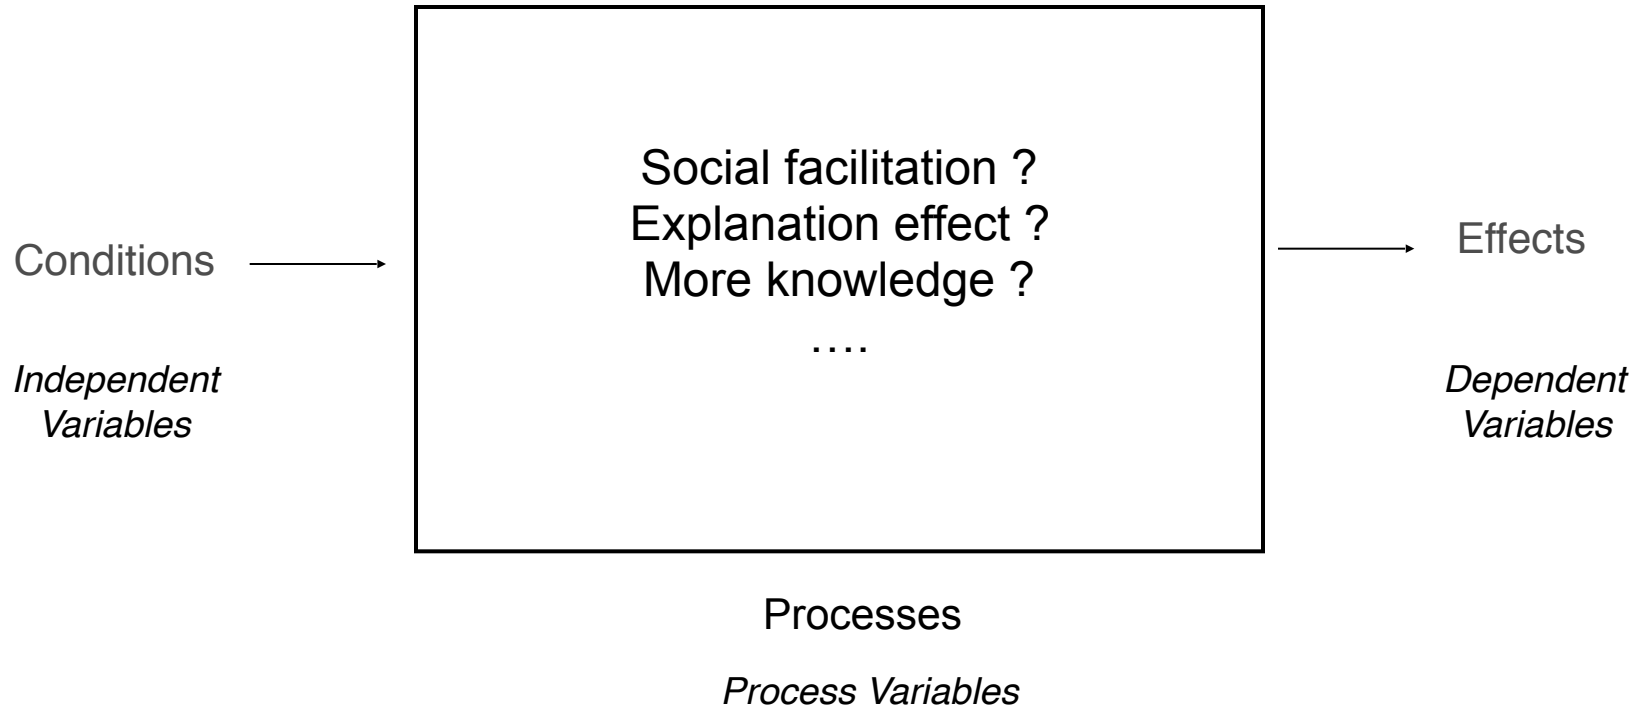 Social facilitation ?
Explanation effect ?
More knowledge ?
….
Conditions
Effects
Independent
Variables
Dependent
Variables
Processes
Process Variables